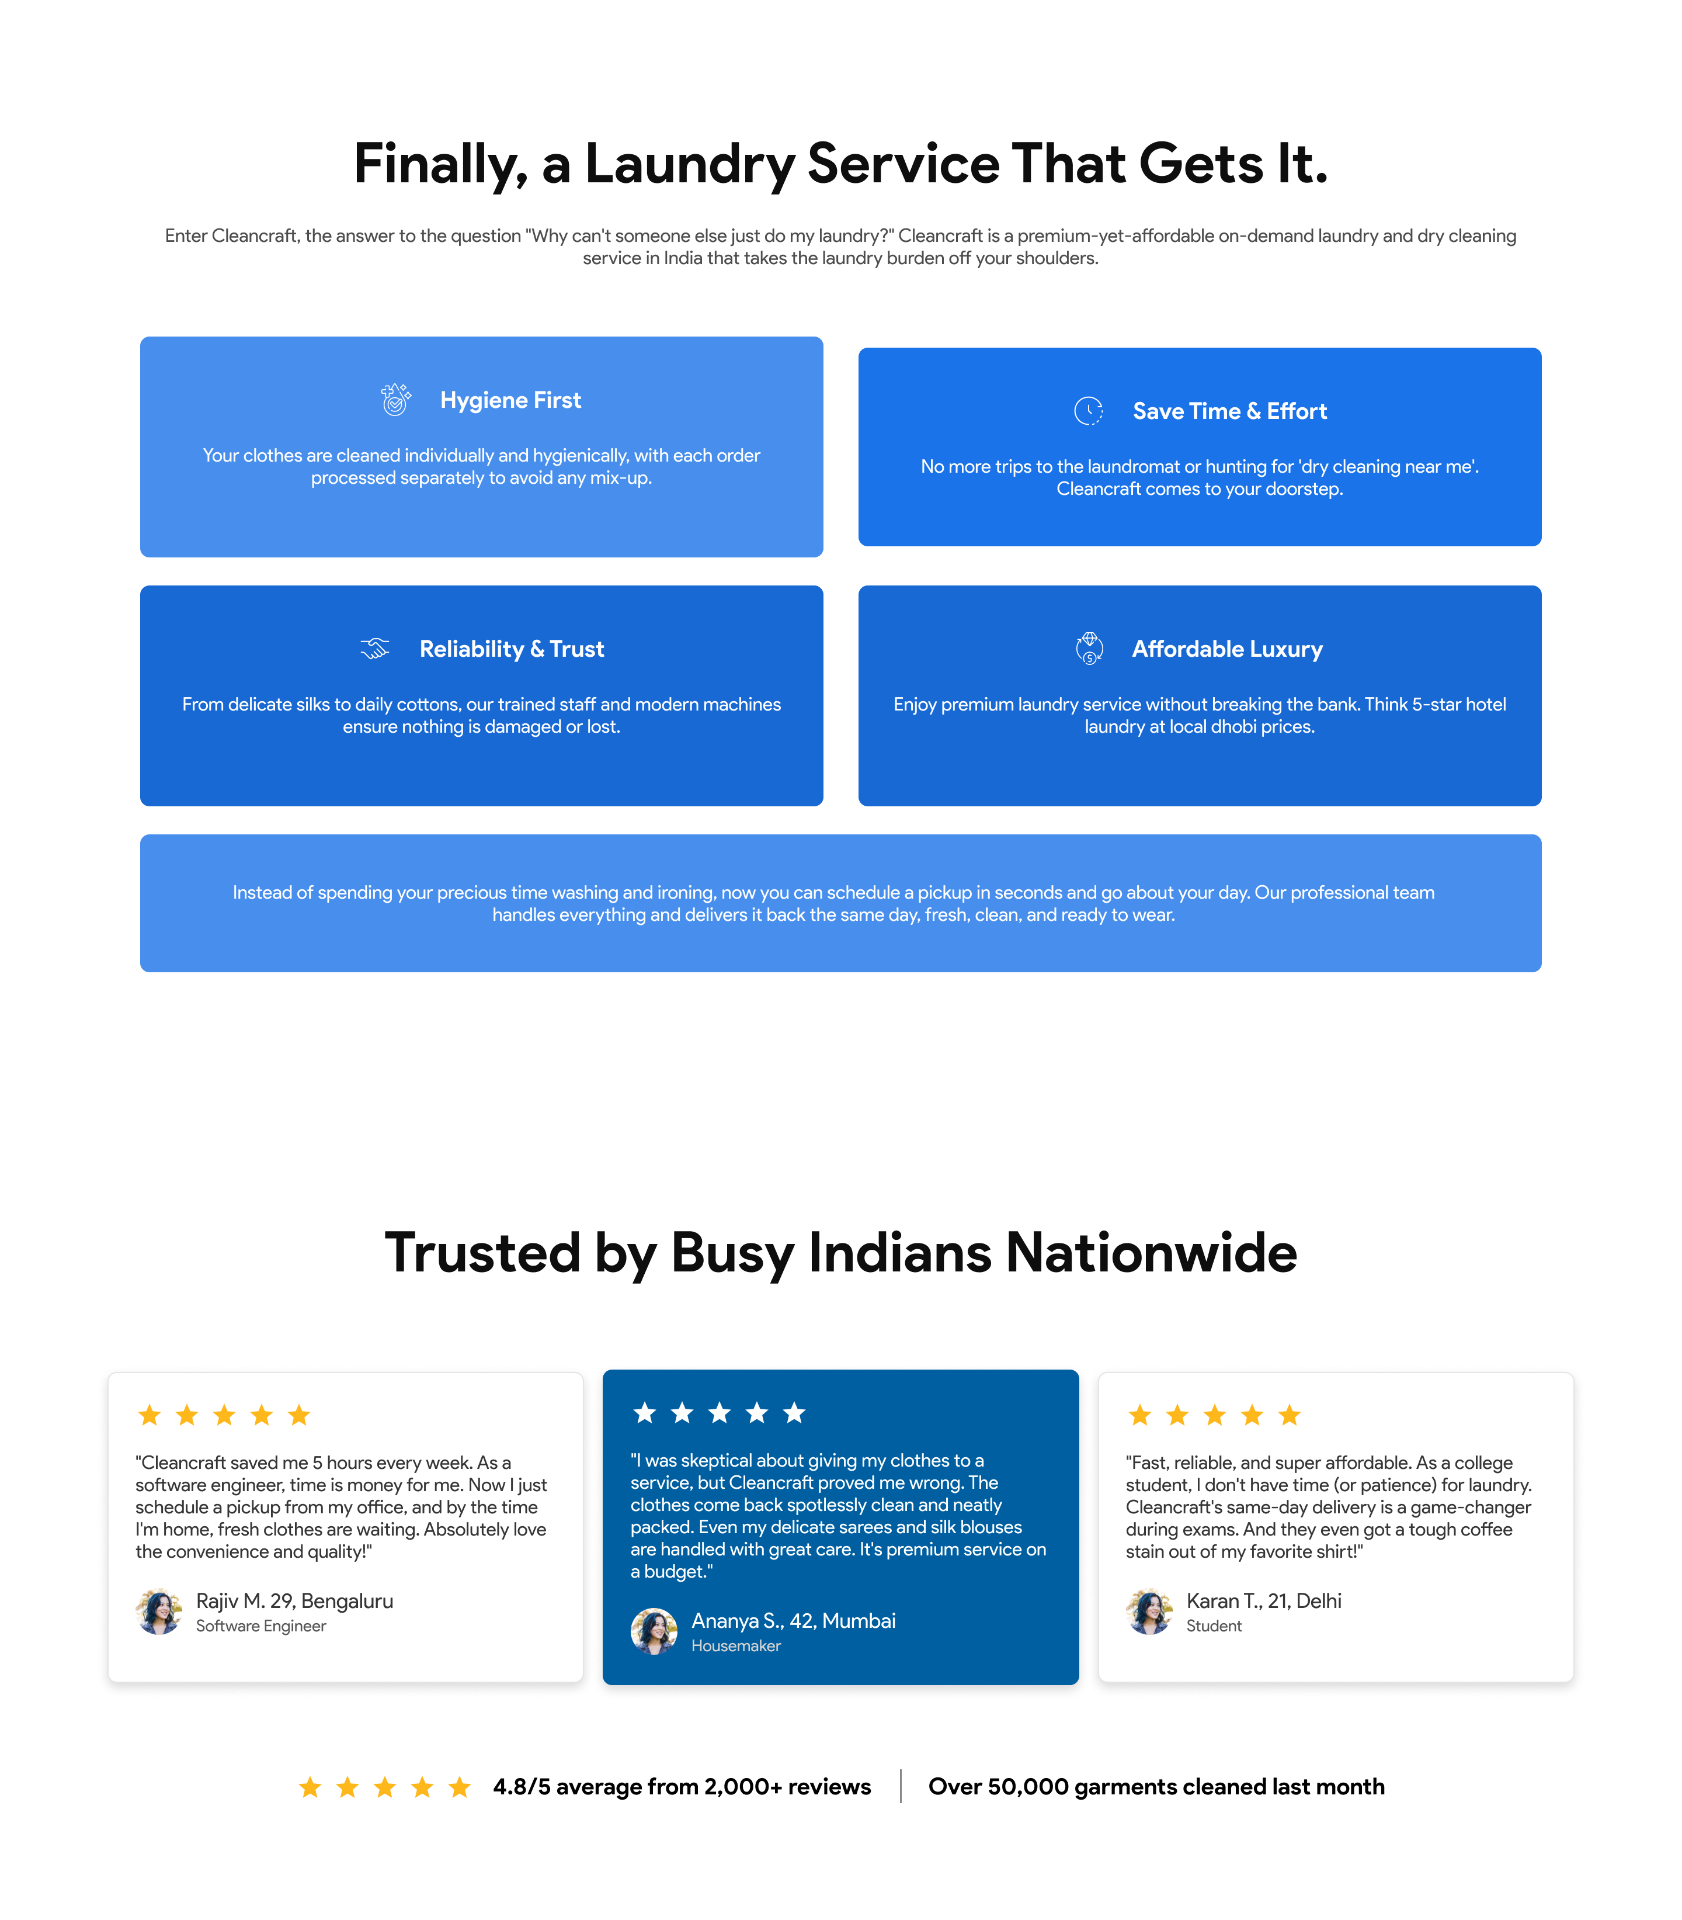 Finally, a Laundry Service That Gets It.
Enter Cleancraft, the answer to the question "Why can't someone else just do my laundry?" Cleancraft is a premium-yet-affordable on-demand laundry and dry cleaning
service in India that takes the laundry burden off your shoulders.
Hygiene First
Your clothes are cleaned individually and hygienically, with each order
processed separately to avoid any mix-up.
Save Time & Effort
No more trips to the laundromat or hunting for 'dry cleaning near me'.
Cleancraft comes to your doorstep.
Reliability & Trust
From delicate silks to daily cottons, our trained staff and modern machines
ensure nothing is damaged or lost.
Affordable Luxury
Enjoy premium laundry service without breaking the bank. Think 5-star hotel
laundry at local dhobi prices.
Instead of spending your precious time washing and ironing, now you can schedule a pickup in seconds and go about your day. Our professional team
handles everything and delivers it back the same day, fresh, clean, and ready to wear.
Trusted by Busy Indians Nationwide
"Cleancraft saved me 5 hours every week. As a
software engineer, time is money for me. Now I just
schedule a pickup from my office, and by the time
I'm home, fresh clothes are waiting. Absolutely love
the convenience and quality!"
Rajiv M. 29, Bengaluru
Software Engineer
"I was skeptical about giving my clothes to a
service, but Cleancraft proved me wrong. The
clothes come back spotlessly clean and neatly
packed. Even my delicate sarees and silk blouses
are handled with great care. It's premium service on
a budget."
Ananya S., 42, Mumbai
Housemaker
"Fast, reliable, and super affordable. As a college
student, I don't have time (or patience) for laundry.
Cleancraft's same-day delivery is a game-changer
during exams. And they even got a tough coffee
stain out of my favorite shirt!"
Karan T., 21, Delhi
Student
4.8/5 average from 2,000+ reviews
Over 50,000 garments cleaned last month